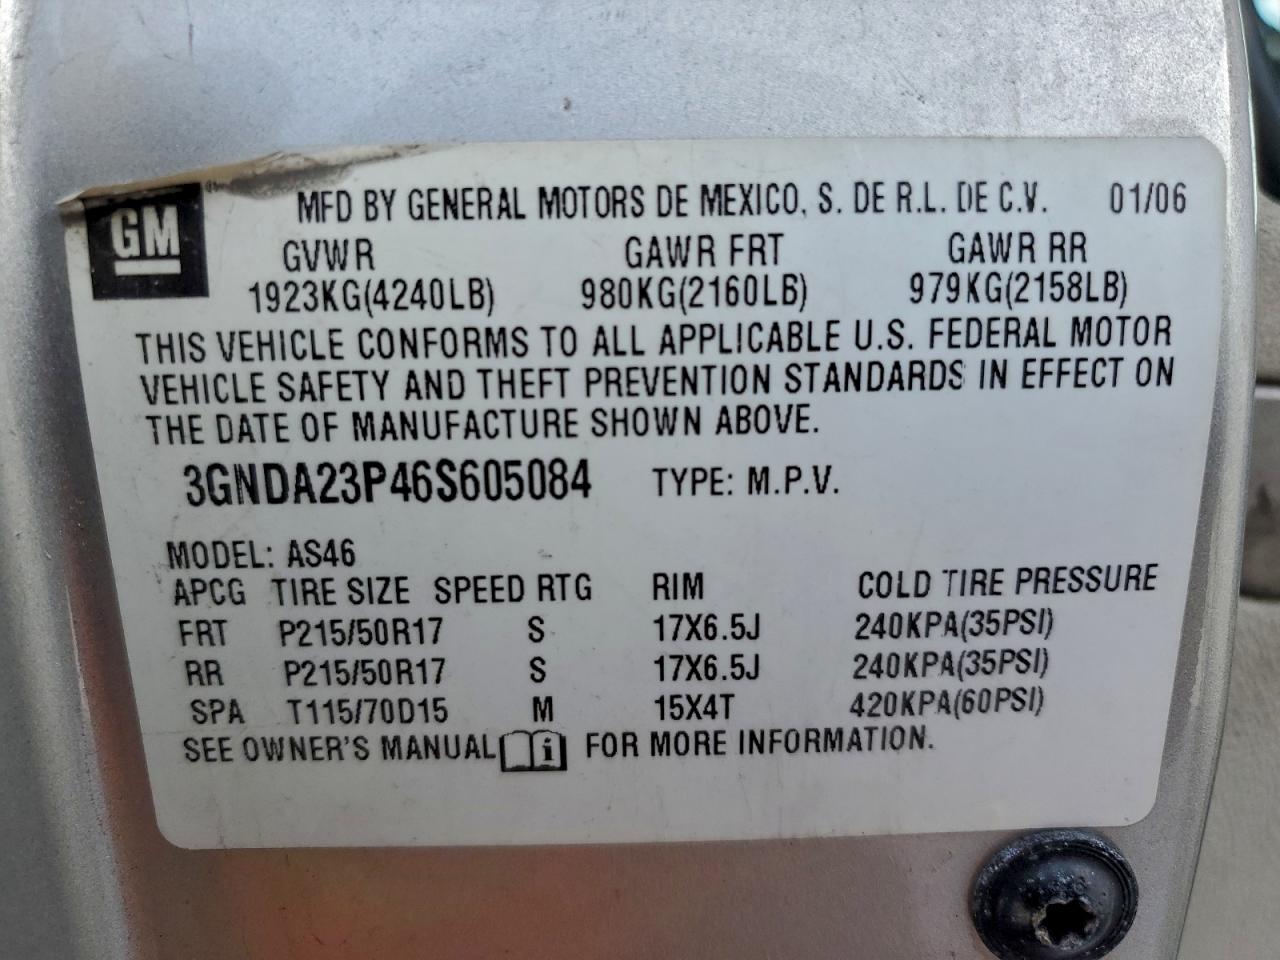 GM
MFD BY GENERAL MOTORS DE MEXICO, S. DE R.L. DE C.V. 01/06
GVWR GAWR FRT GAWR RR
1923KG(4240LB) 980KG(2160LB) 979KG(2158LB)
THIS VEHICLE CONFORMS TO ALL APPLICABLE U.S. FEDERAL MOTOR
VEHICLE SAFETY AND THEFT PREVENTION STANDARDS IN EFFECT ON
THE DATE OF MANUFACTURE SHOWN ABOVE.
3GNDA23P46S605084 TYPE: M.P.V.
MODEL: AS46
APCG TIRE SIZE SPEED RTG RIM COLD TIRE PRESSURE
FRT P215/50R17 S 17X6.5J 240KPA(35PSI)
RR P215/50R17 S 17X6.5J 240KPA(35PSI)
SPA T115/70D15 M 15X4T 420KPA(60PSI)
SEE OWNER'S MANUAL i FOR MORE INFORMATION.